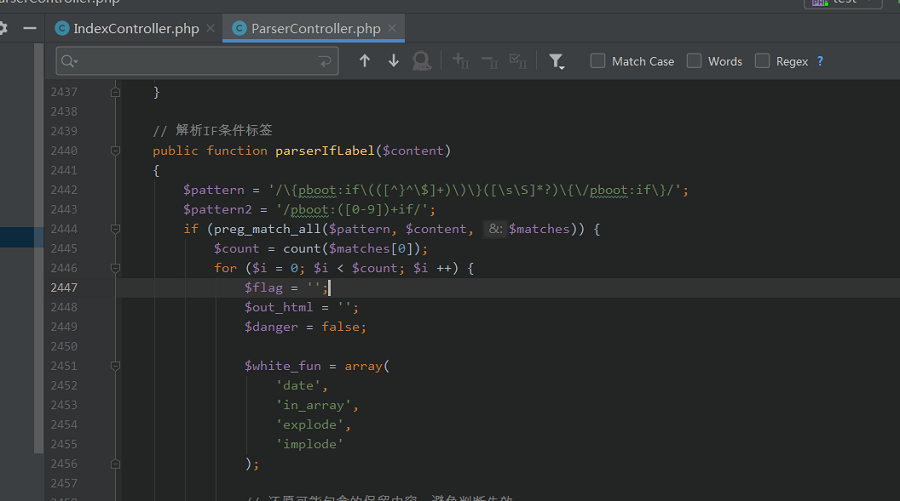 arserController.php
test
IndexController.php
ParserController.php
Match Case
Words
Regex
?
2437 }
2438
2439 // 解析IF条件标签
2440 public function parserIfLabel($content)
2441 {
2442 $pattern = '/\{pboot:if\(([^}^\$]+)\)\}([\s\S]*?)\{\/pboot:if\}/';
2443 $pattern2 = '/pboot:([0-9])+if/';
2444 if (preg_match_all($pattern, $content, &: $matches)) {
2445 $count = count($matches[0]);
2446 for ($i = 0; $i < $count; $i ++) {
2447 $flag = '';
2448 $out_html = '';
2449 $danger = false;
2450
2451 $white_fun = array(
2452 'date',
2453 'in_array',
2454 'explode',
2455 'implode'
2456 );
2457